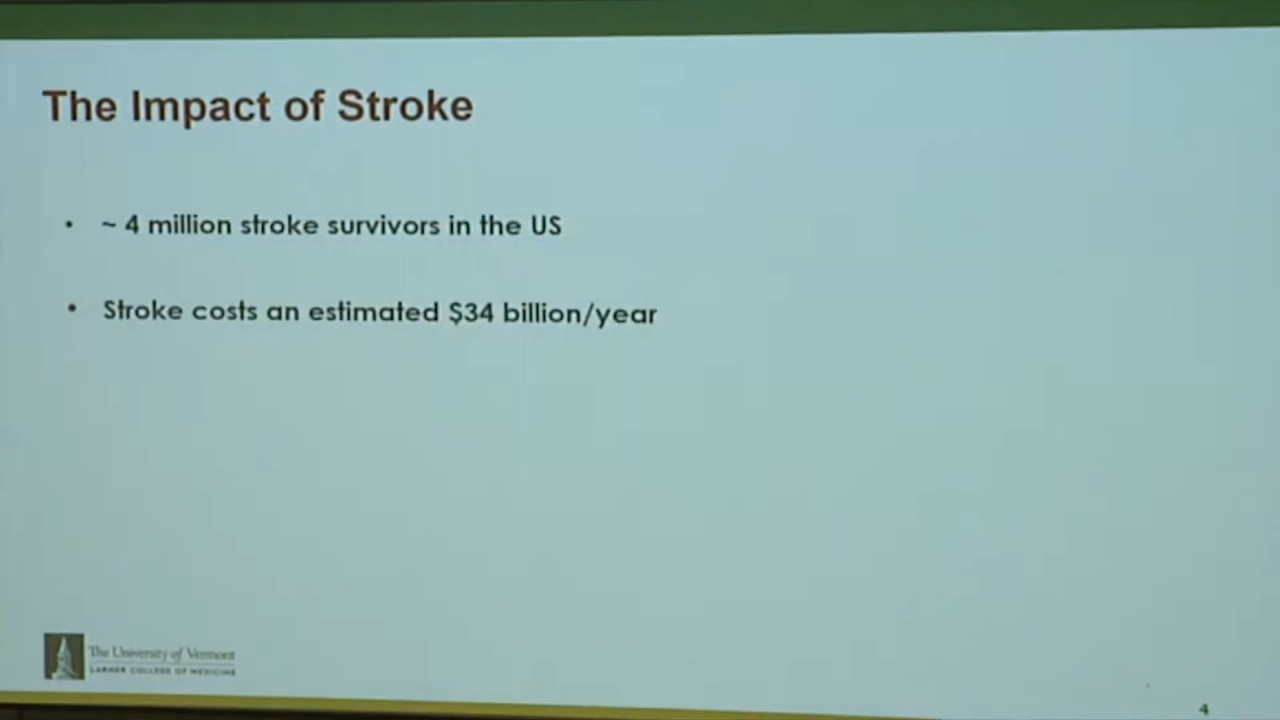 The Impact of Stroke
• ~ 4 million stroke survivors in the US
• Stroke costs an estimated $34 billion/year
The University of Vermont
LARNER COLLEGE OF MEDICINE
4